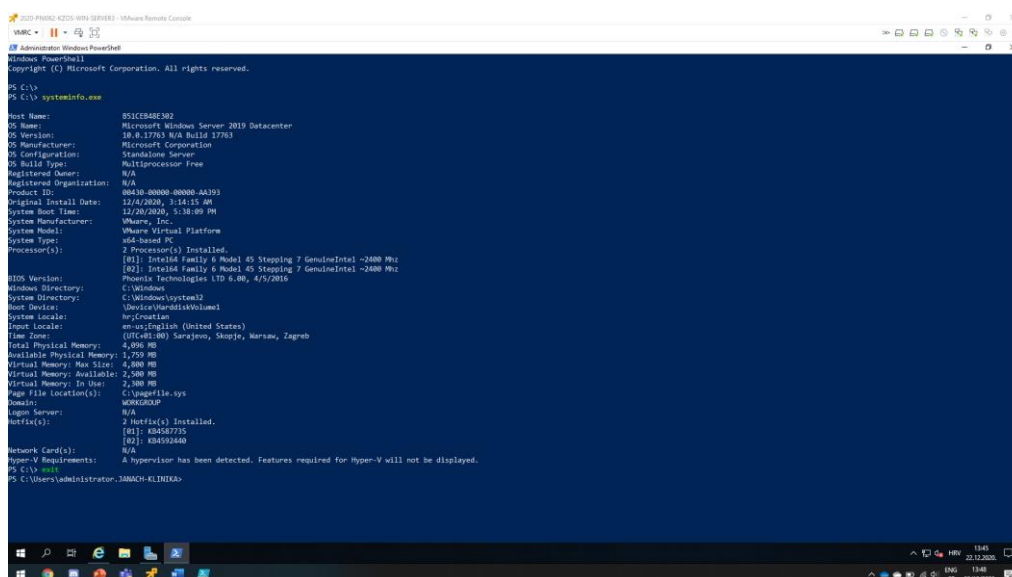 2020-PN082-KZOS-WIN-SERVER3 - VMware Remote Console
VMRC
Administrator: Windows PowerShell
Windows PowerShell
Copyright (C) Microsoft Corporation. All rights reserved.
PS C:\>
PS C:\> systeminfo.exe
Host Name: 851CEB48E302
OS Name: Microsoft Windows Server 2019 Datacenter
OS Version: 10.0.17763 N/A Build 17763
OS Manufacturer: Microsoft Corporation
OS Configuration: Standalone Server
OS Build Type: Multiprocessor Free
Registered Owner: N/A
Registered Organization: N/A
Product ID: 00430-00000-00000-AA393
Original Install Date: 12/4/2020, 3:14:15 AM
System Boot Time: 12/20/2020, 5:38:09 PM
System Manufacturer: VMware, Inc.
System Model: VMware Virtual Platform
System Type: x64-based PC
Processor(s): 2 Processor(s) Installed.
[01]: Intel64 Family 6 Model 45 Stepping 7 GenuineIntel ~2400 Mhz
[02]: Intel64 Family 6 Model 45 Stepping 7 GenuineIntel ~2400 Mhz
BIOS Version: Phoenix Technologies LTD 6.00, 4/5/2016
Windows Directory: C:\Windows
System Directory: C:\Windows\system32
Boot Device: \Device\HarddiskVolume1
System Locale: hr;Croatian
Input Locale: en-us;English (United States)
Time Zone: (UTC+01:00) Sarajevo, Skopje, Warsaw, Zagreb
Total Physical Memory: 4,096 MB
Available Physical Memory: 1,759 MB
Virtual Memory: Max Size: 4,800 MB
Virtual Memory: Available: 2,500 MB
Virtual Memory: In Use: 2,300 MB
Page File Location(s): C:\pagefile.sys
Domain: WORKGROUP
Logon Server: N/A
Hotfix(s): 2 Hotfix(s) Installed.
[01]: KB4587735
[02]: KB4592440
Network Card(s): N/A
Hyper-V Requirements: A hypervisor has been detected. Features required for Hyper-V will not be displayed.
PS C:\> exit
PS C:\Users\administrator.JANACH-KLINIKA>
HRV 13:45
22.12.2020.
ENG 13:48